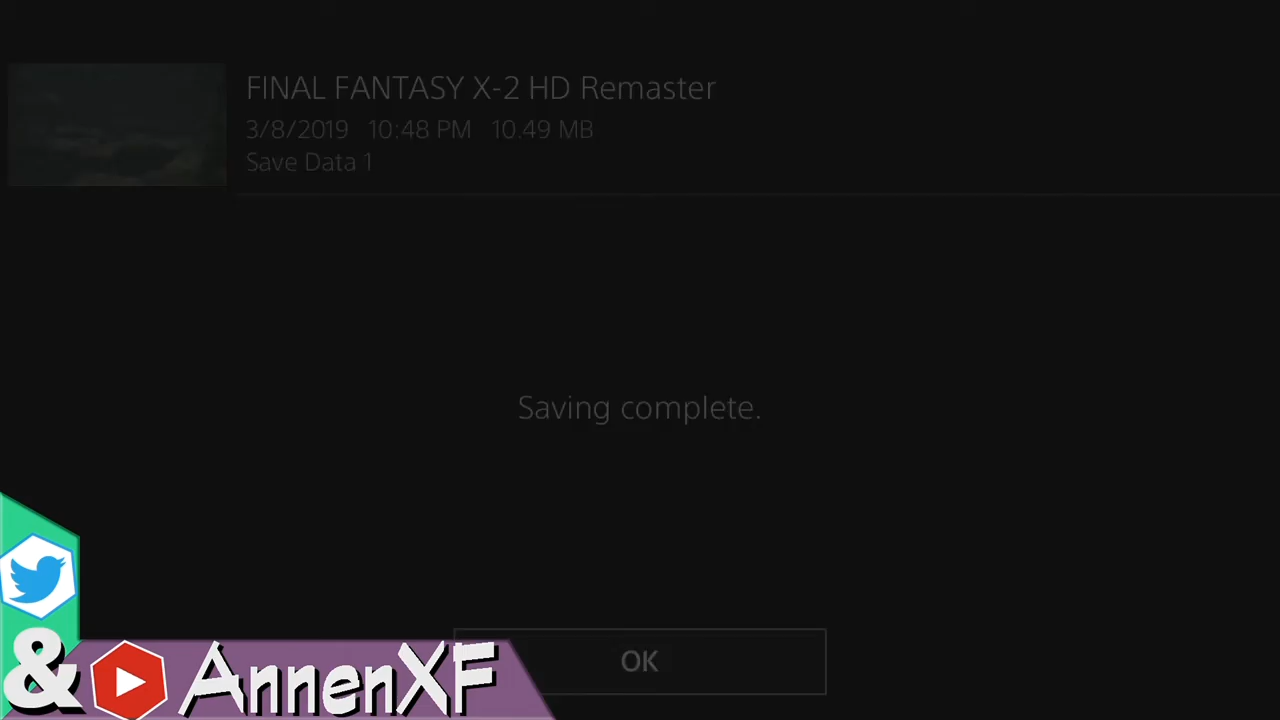 FINAL FANTASY X-2 HD Remaster
3/8/2019 10:48 PM 10.49 MB
Save Data 1
Saving complete.
OK
& AnnenXF